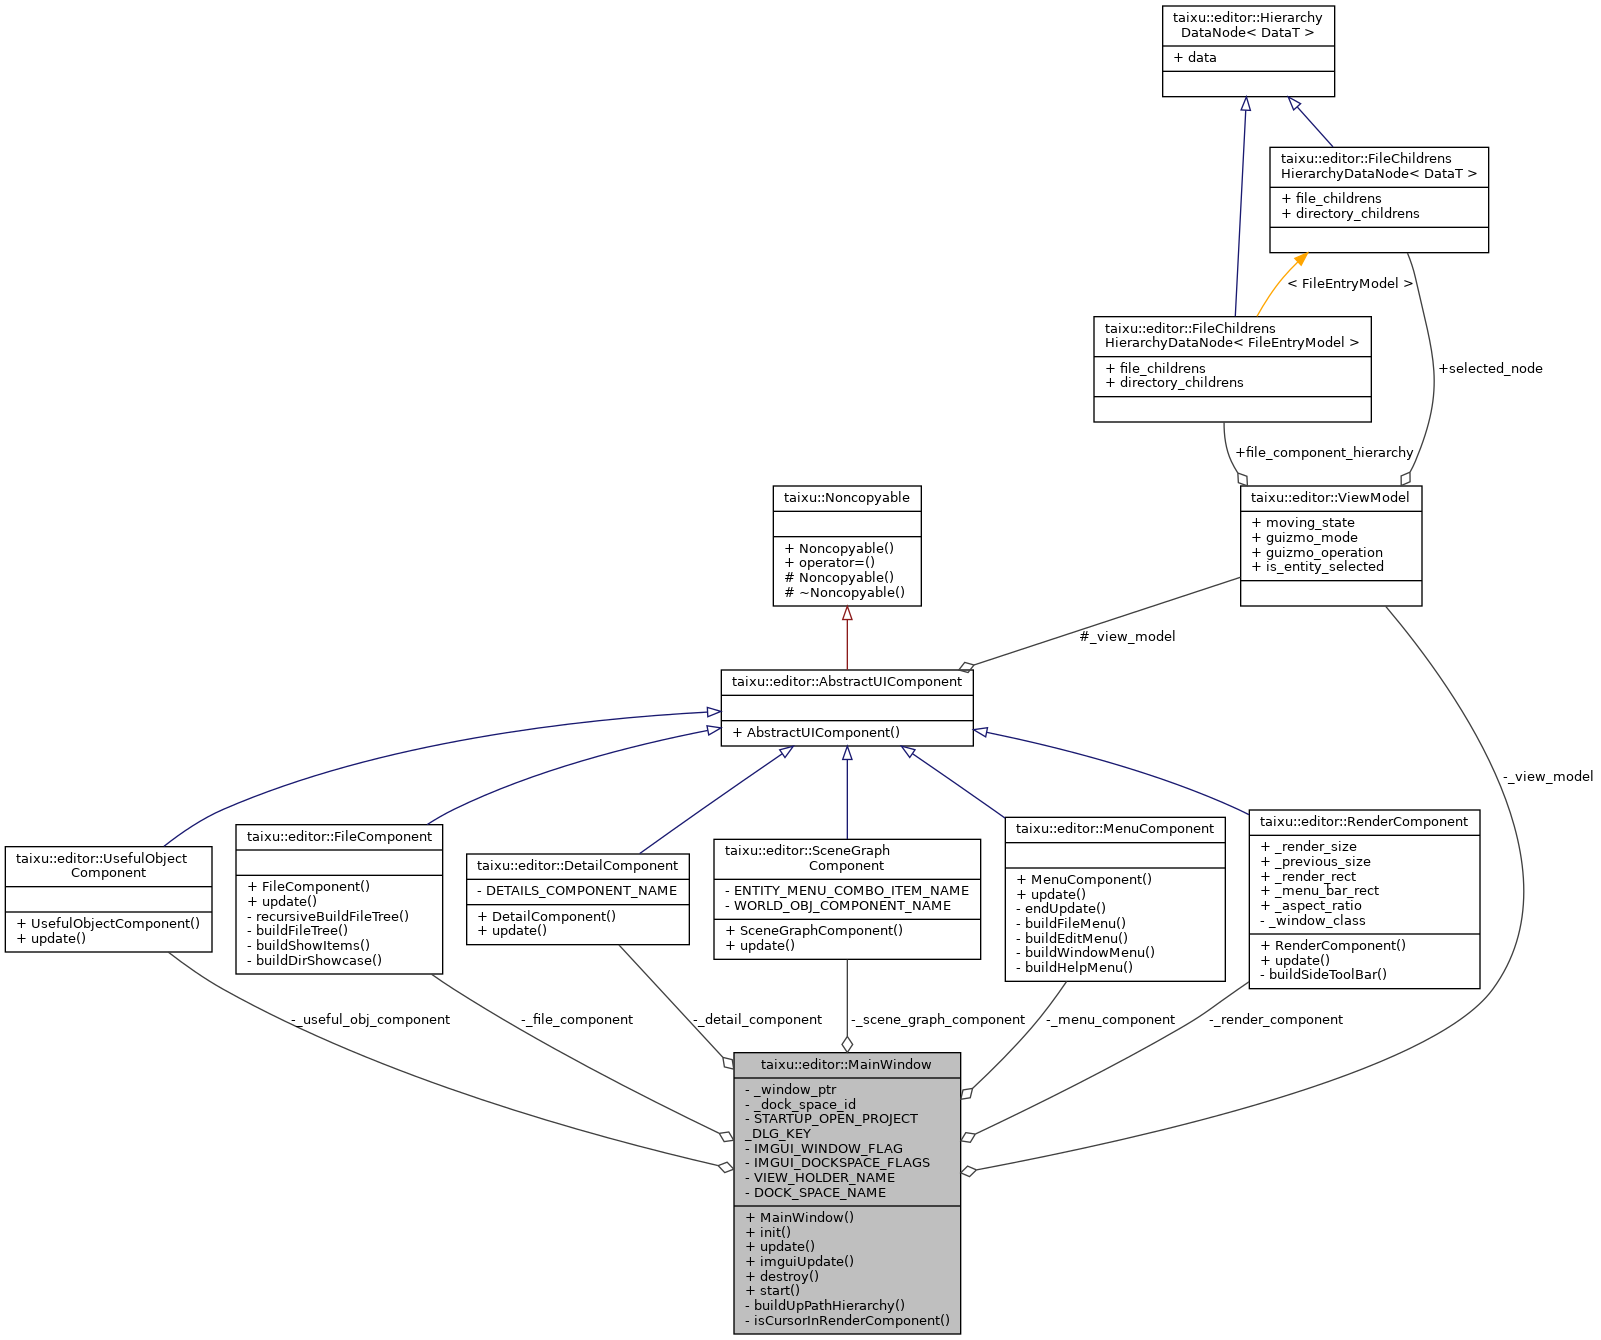 taixu::editor::Hierarchy
DataNode< DataT >
+ data
taixu::editor::FileChildrens
HierarchyDataNode< DataT >
+ file_childrens
+ directory_childrens
< FileEntryModel >
taixu::editor::FileChildrens
HierarchyDataNode< FileEntryModel >
+ file_childrens
+ directory_childrens
+selected_node
+file_component_hierarchy
taixu::Noncopyable
+ Noncopyable()
+ operator=()
# Noncopyable()
# ~Noncopyable()
taixu::editor::ViewModel
+ moving_state
+ guizmo_mode
+ guizmo_operation
+ is_entity_selected
#_view_model
taixu::editor::AbstractUIComponent
+ AbstractUIComponent()
-_view_model
taixu::editor::UsefulObject
Component
+ UsefulObjectComponent()
+ update()
taixu::editor::FileComponent
+ FileComponent()
+ update()
- recursiveBuildFileTree()
- buildFileTree()
- buildShowItems()
- buildDirShowcase()
taixu::editor::DetailComponent
- DETAILS_COMPONENT_NAME
+ DetailComponent()
+ update()
taixu::editor::SceneGraph
Component
- ENTITY_MENU_COMBO_ITEM_NAME
- WORLD_OBJ_COMPONENT_NAME
+ SceneGraphComponent()
+ update()
taixu::editor::MenuComponent
+ MenuComponent()
+ update()
- endUpdate()
- buildFileMenu()
- buildEditMenu()
- buildWindowMenu()
- buildHelpMenu()
taixu::editor::RenderComponent
+ _render_size
+ _previous_size
+ _render_rect
+ _menu_bar_rect
+ _aspect_ratio
- _window_class
+ RenderComponent()
+ update()
- buildSideToolBar()
-_useful_obj_component
-_file_component
-_detail_component
-_scene_graph_component
-_menu_component
-_render_component
taixu::editor::MainWindow
- _window_ptr
- _dock_space_id
- STARTUP_OPEN_PROJECT
_DLG_KEY
- IMGUI_WINDOW_FLAG
- IMGUI_DOCKSPACE_FLAGS
- VIEW_HOLDER_NAME
- DOCK_SPACE_NAME
+ MainWindow()
+ init()
+ update()
+ imguiUpdate()
+ destroy()
+ start()
- buildUpPathHierarchy()
- isCursorInRenderComponent()